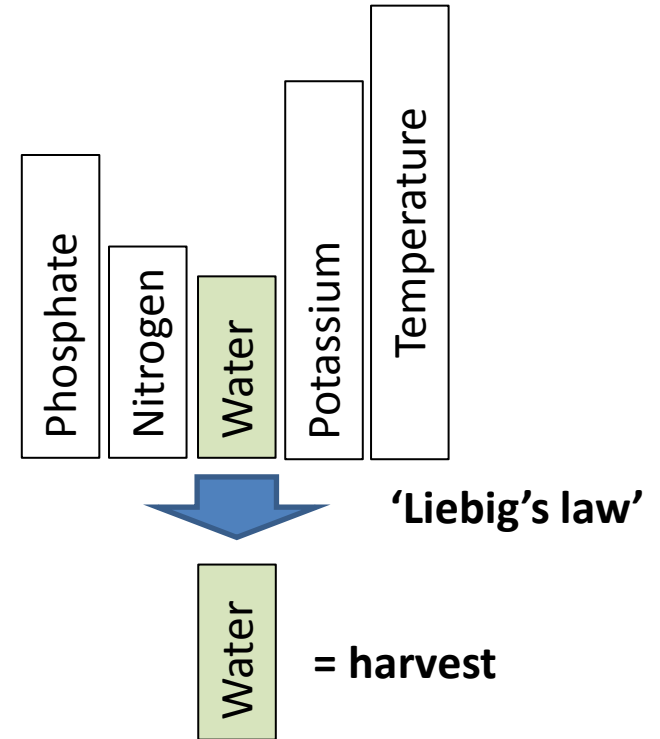 Phosphate
Nitrogen
Water
Potassium
Temperature
‘Liebig’s law’
Water
= harvest